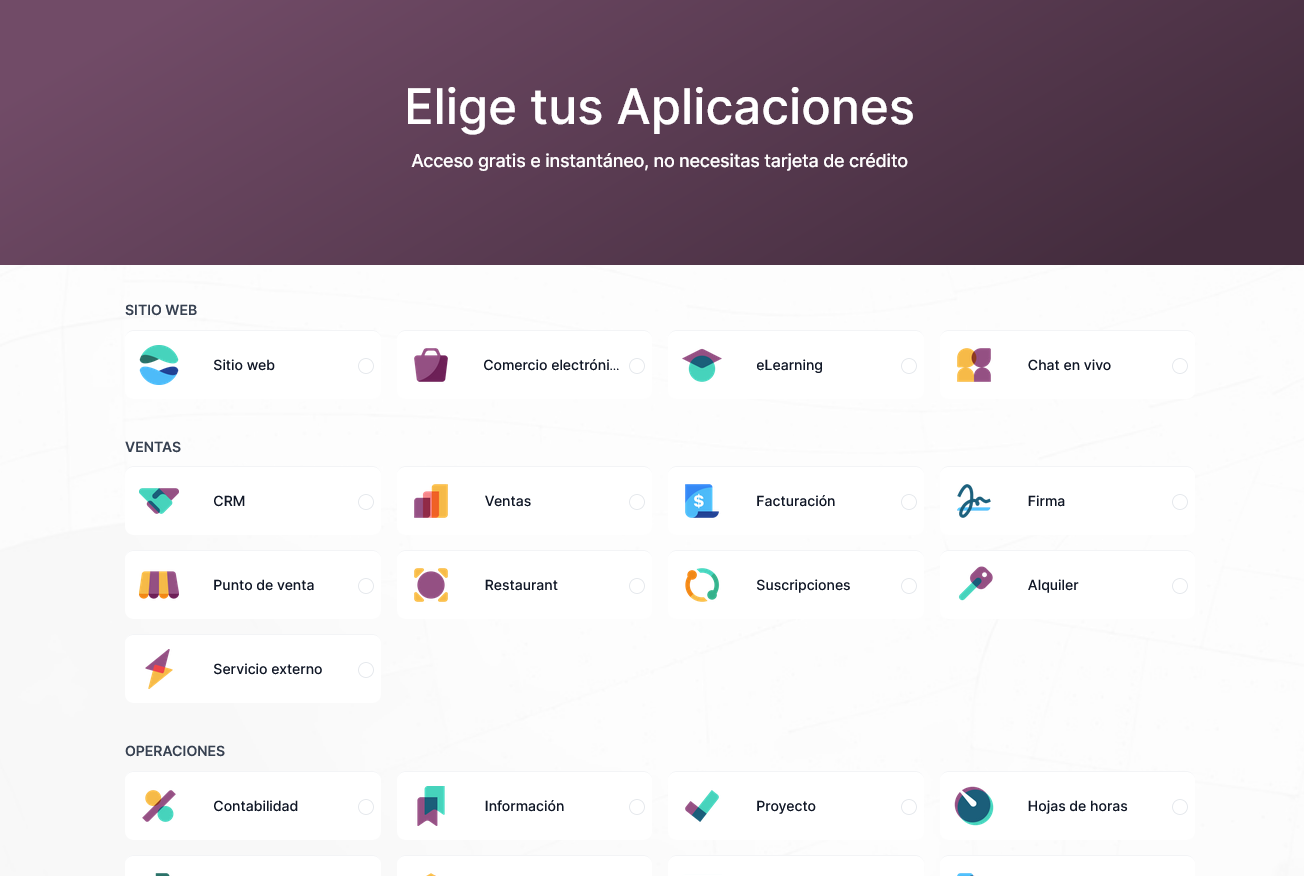 Elige tus Aplicaciones
Acceso gratis e instantáneo, no necesitas tarjeta de crédito
SITIO WEB
Sitio web
Comercio electróni...
eLearning
Chat en vivo
VENTAS
CRM
Ventas
$
Facturación
Firma
Punto de venta
Restaurant
Suscripciones
Alquiler
Servicio externo
OPERACIONES
Contabilidad
Información
Proyecto
Hojas de horas